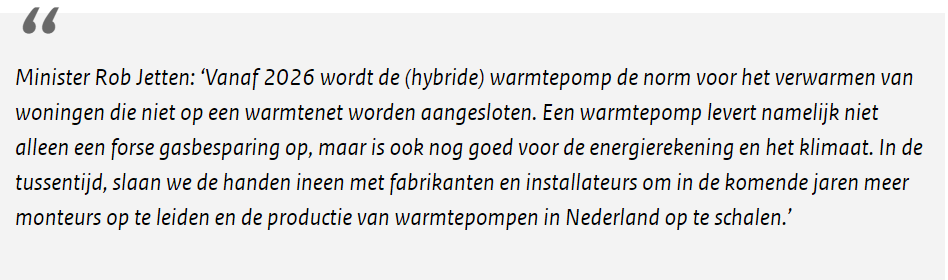 “
Minister Rob Jetten: ‘Vanaf 2026 wordt de (hybride) warmtepomp de norm voor het verwarmen van
woningen die niet op een warmtenet worden aangesloten. Een warmtepomp levert namelijk niet
alleen een forse gasbesparing op, maar is ook nog goed voor de energierekening en het klimaat. In de
tussentijd, slaan we de handen ineen met fabrikanten en installateurs om in de komende jaren meer
monteurs op te leiden en de productie van warmtepompen in Nederland op te schalen.’